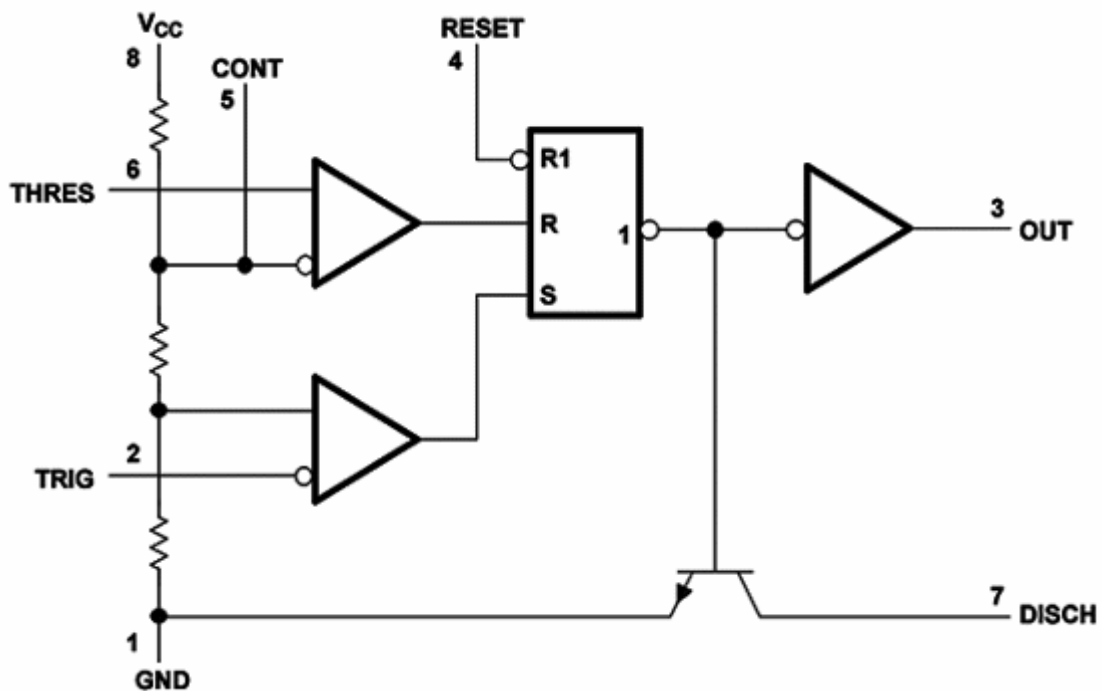 VCC
8
CONT
5
RESET
4
6
THRES
R1
R
1
S
3
OUT
2
TRIG
7
DISCH
1
GND